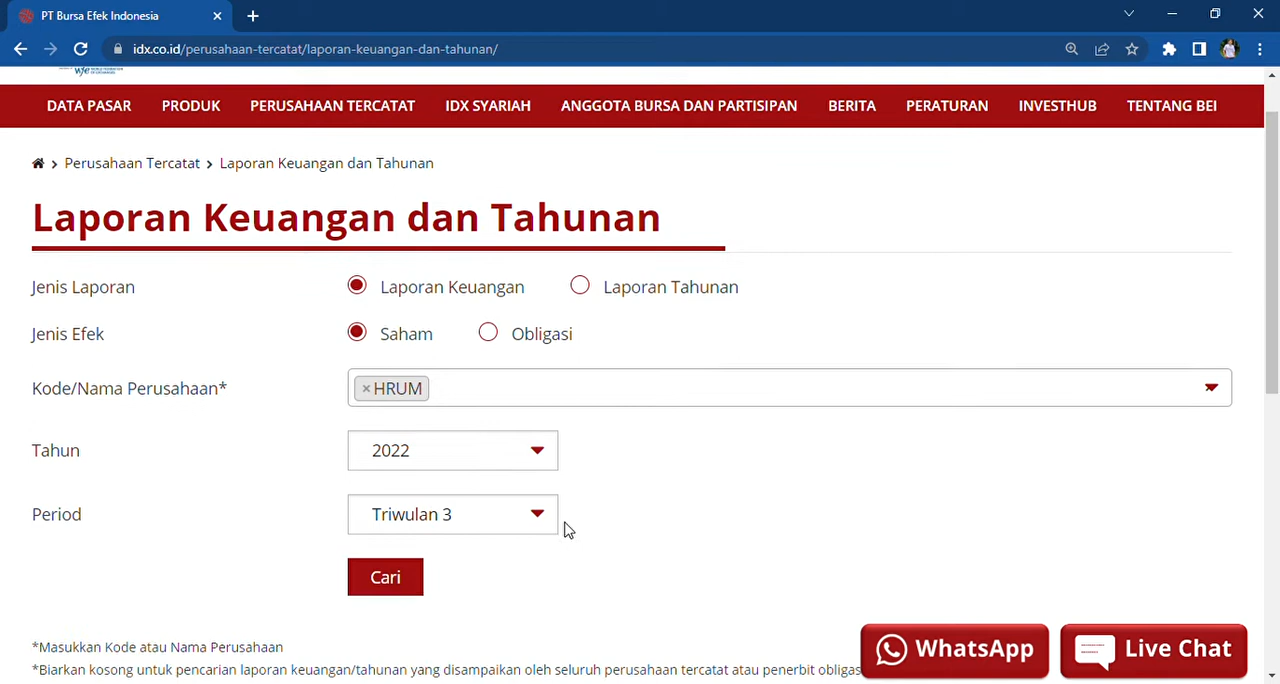 PT Bursa Efek Indonesia
idx.co.id/perusahaan-tercatat/laporan-keuangan-dan-tahunan/
DATA PASAR PRODUK PERUSAHAAN TERCATAT IDX SYARIAH ANGGOTA BURSA DAN PARTISIPAN BERITA PERATURAN INVESTHUB TENTANG BEI
Perusahaan Tercatat > Laporan Keuangan dan Tahunan
Laporan Keuangan dan Tahunan
Jenis Laporan Laporan Keuangan Laporan Tahunan
Jenis Efek Saham Obligasi
Kode/Nama Perusahaan* ×HRUM
Tahun 2022
Period Triwulan 3
Cari
*Masukkan Kode atau Nama Perusahaan
*Biarkan kosong untuk pencarian laporan keuangan/tahunan yang disampaikan oleh seluruh perusahaan tercatat atau penerbit obligas
WhatsApp
Live Chat